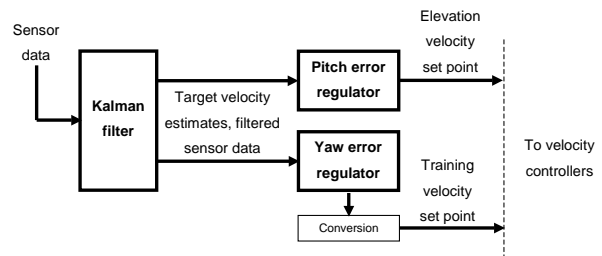 Sensor
data
Kalman
filter
Target velocity
estimates, filtered
sensor data
Pitch error
regulator
Yaw error
regulator
Conversion
Elevation
velocity
set point
Training
velocity
set point
To velocity
controllers